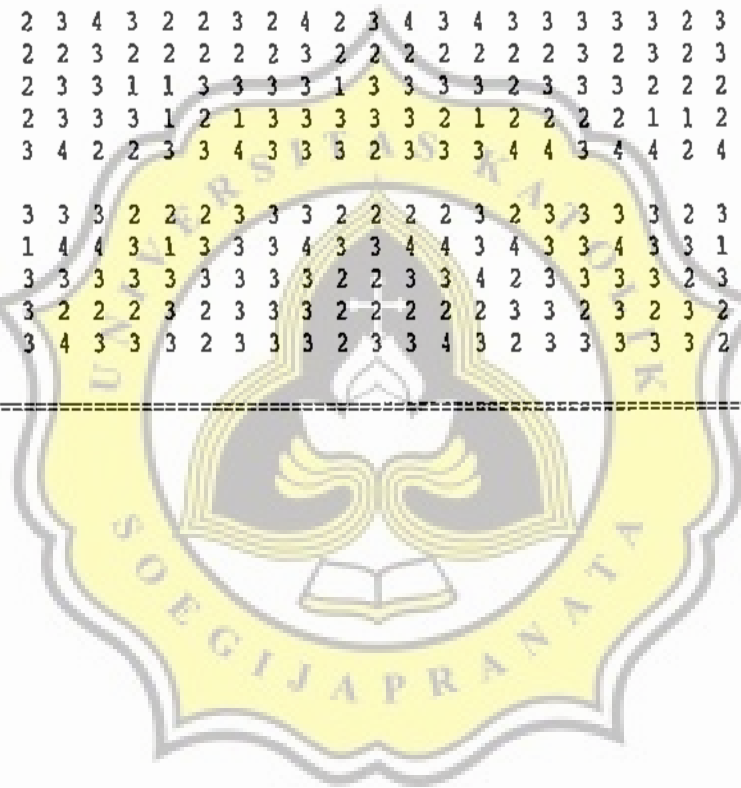 2 3 4 3 2 2 3 2 4 2 3 4 3 4 3 3 3 3 3 2 3
2 2 3 2 2 2 2 2 3 2 2 2 2 2 2 2 3 2 3 2 3
2 3 3 1 1 3 3 3 3 1 3 3 3 3 2 3 3 3 2 2 2
2 3 3 3 1 2 1 3 3 3 3 3 2 1 2 2 2 2 1 1 2
3 4 2 2 3 3 4 3 3 3 2 3 3 3 4 4 3 4 4 2 4
3 3 3 2 2 2 3 3 3 2 2 2 2 3 2 3 3 3 3 2 3
1 4 4 3 1 3 3 3 4 3 3 4 4 3 4 3 3 4 3 3 1
3 3 3 3 3 3 3 3 3 2 2 3 3 4 2 3 3 3 3 2 3
3 2 2 2 3 2 3 3 3 2 2 2 2 2 3 3 2 3 2 3 2
3 4 3 3 3 2 3 3 3 2 3 3 4 3 2 3 3 3 3 3 2
UNIVERSITAS KATOLIK
SOEGIJAPRANATA